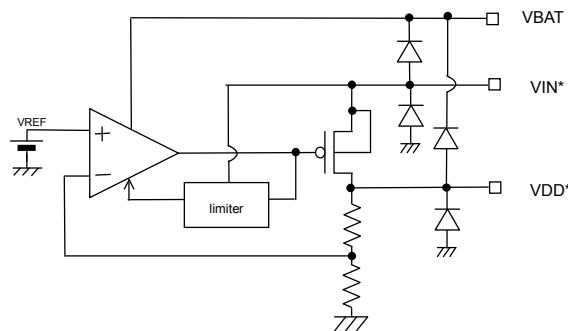 VBAT
VIN*
VREF
+
−
limiter
VDD*